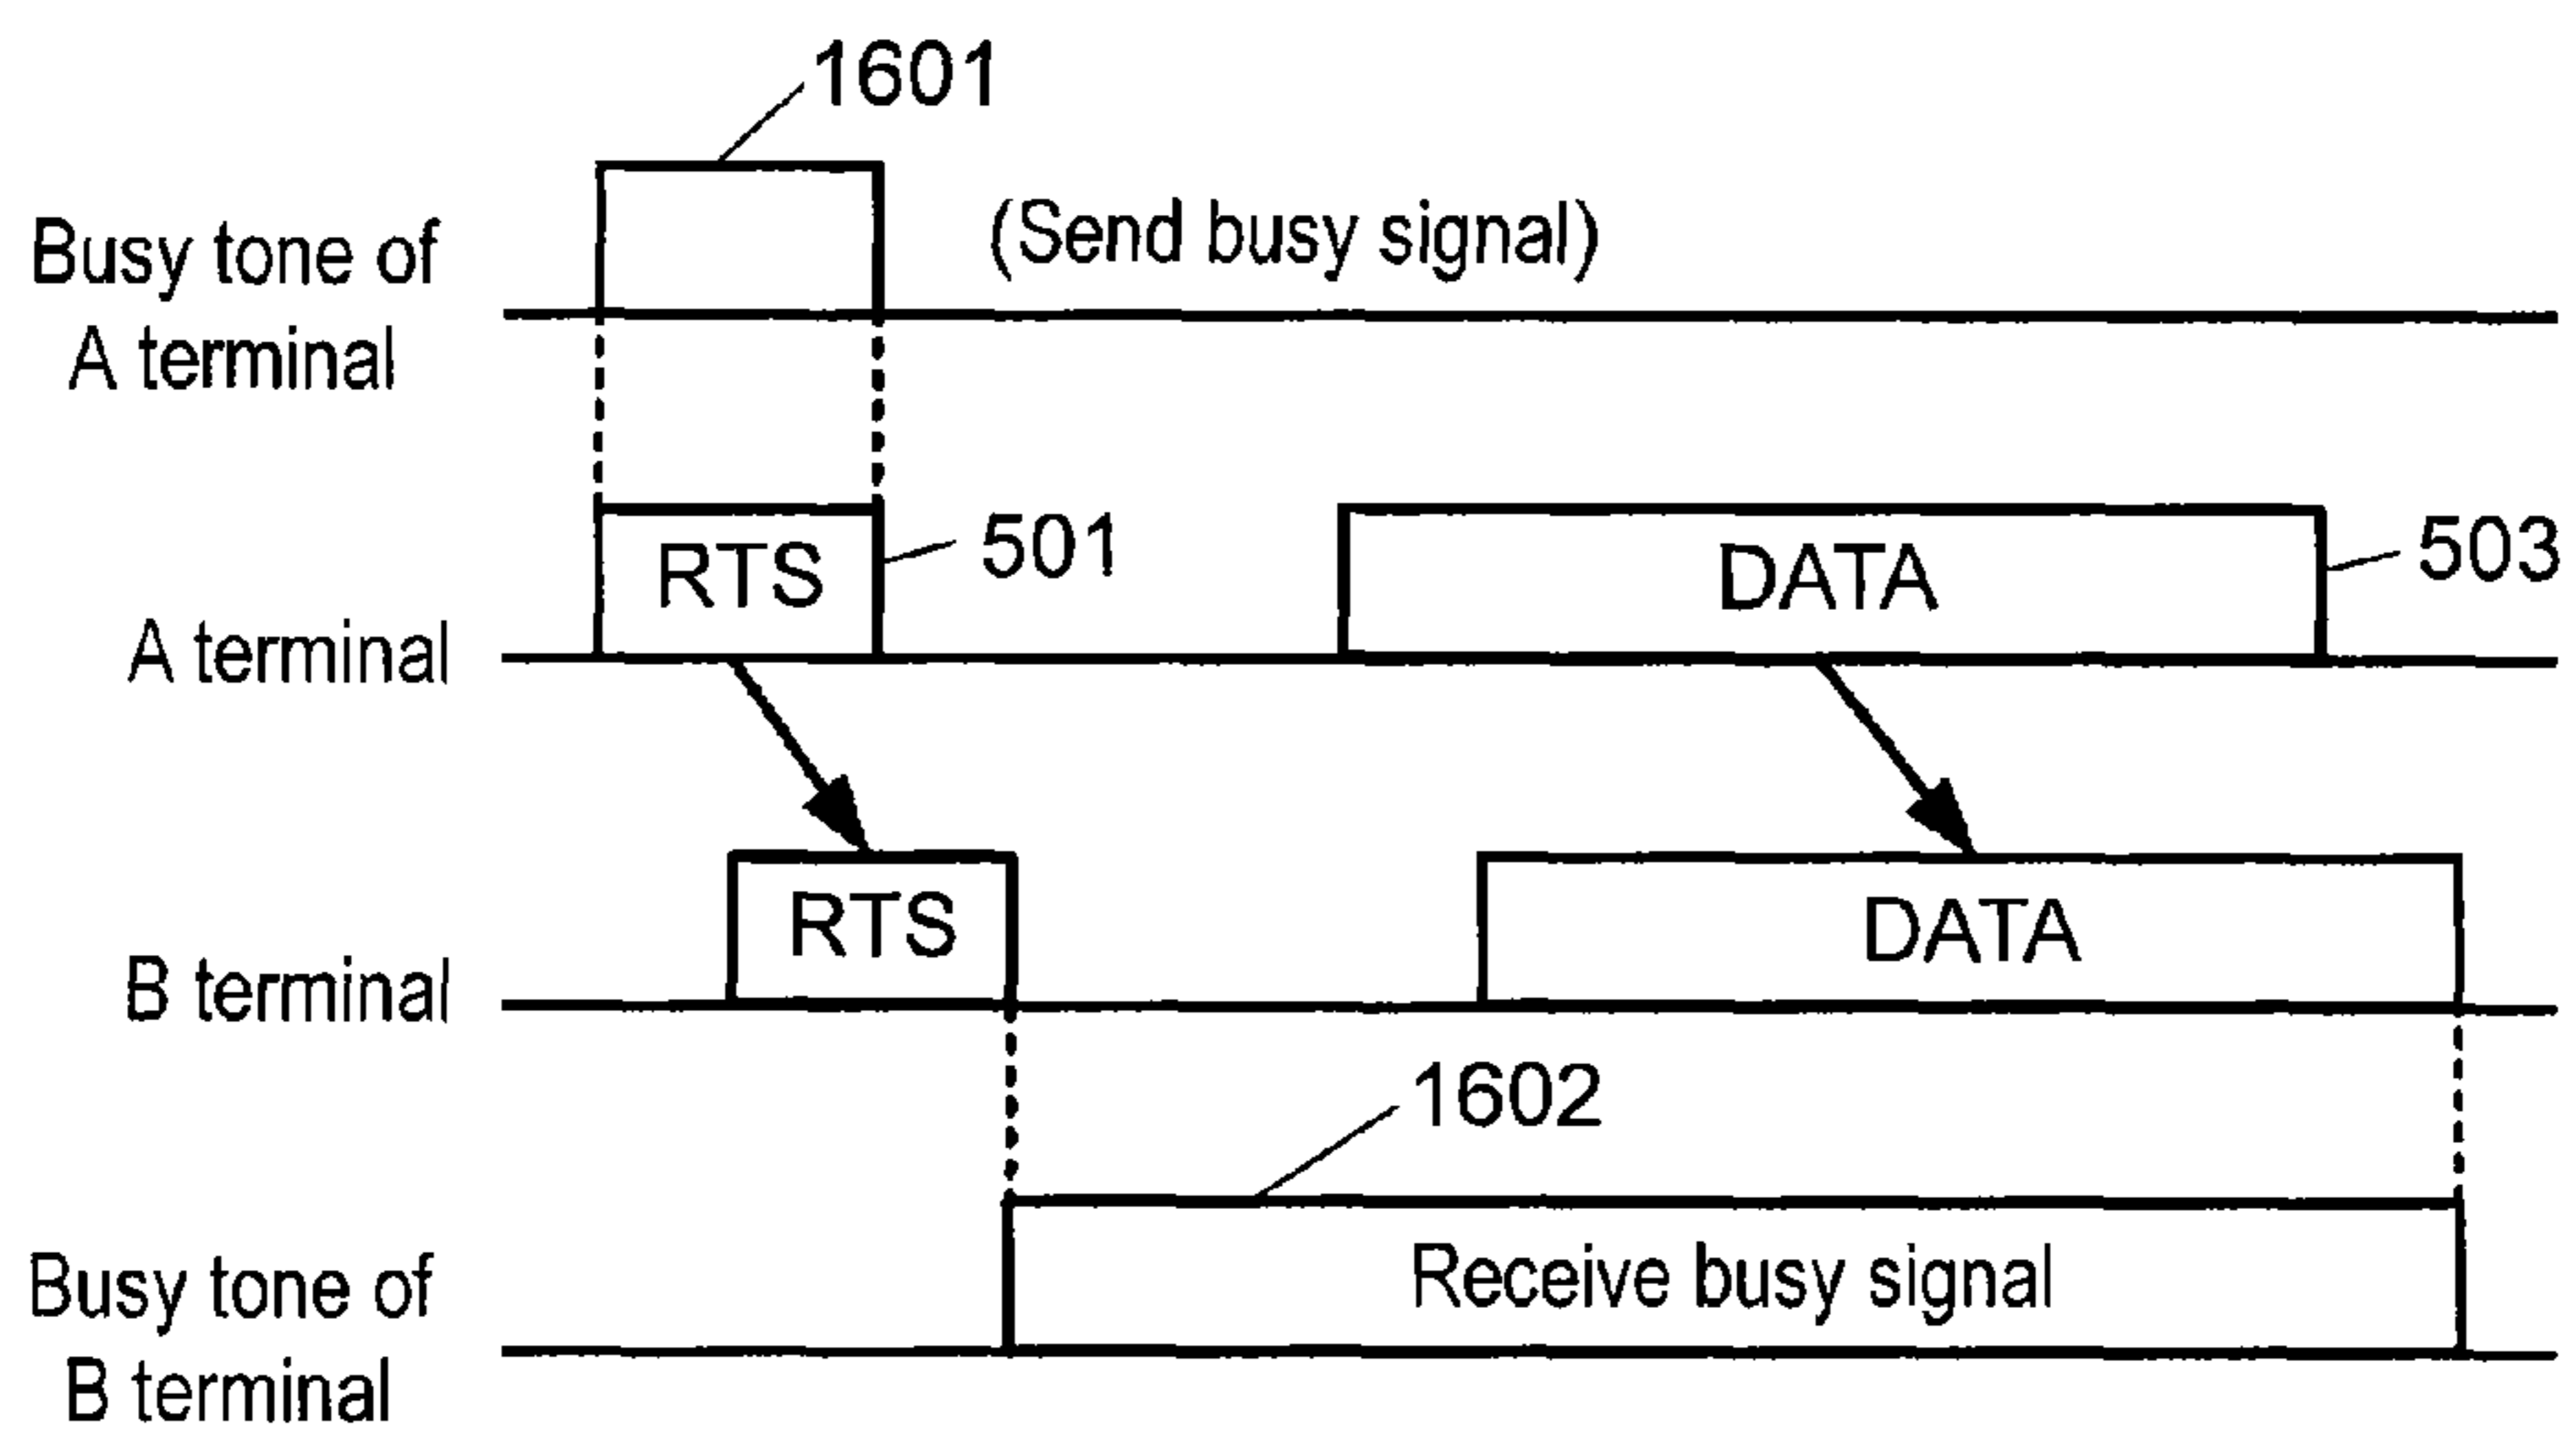 1601
(Send busy signal)
Busy tone of
A terminal
RTS
501
DATA
503
A terminal
RTS
DATA
B terminal
1602
Receive busy signal
Busy tone of
B terminal